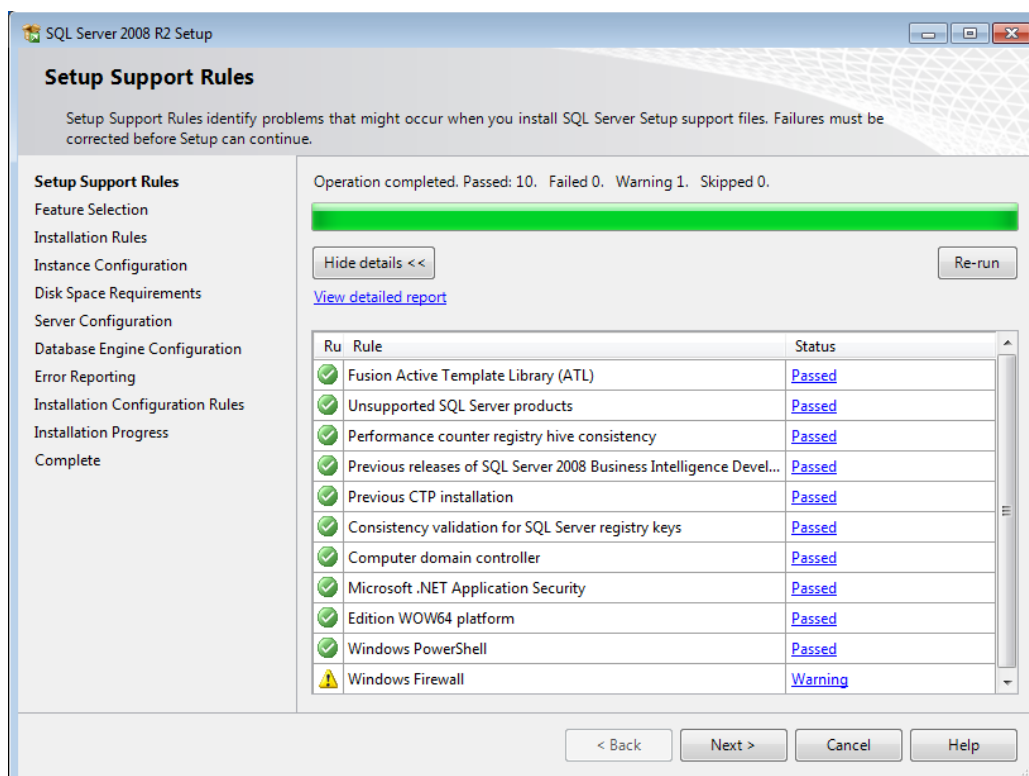 SQL Server 2008 R2 Setup
Setup Support Rules
Setup Support Rules identify problems that might occur when you install SQL Server Setup support files. Failures must be
corrected before Setup can continue.
Setup Support Rules
Feature Selection
Installation Rules
Instance Configuration
Disk Space Requirements
Server Configuration
Database Engine Configuration
Error Reporting
Installation Configuration Rules
Installation Progress
Complete
Operation completed. Passed: 10.   Failed 0.   Warning 1.   Skipped 0.
Hide details <<
Re-run
View detailed report
Ru Rule Status
Fusion Active Template Library (ATL) Passed
Unsupported SQL Server products Passed
Performance counter registry hive consistency Passed
Previous releases of SQL Server 2008 Business Intelligence Devel... Passed
Previous CTP installation Passed
Consistency validation for SQL Server registry keys Passed
Computer domain controller Passed
Microsoft .NET Application Security Passed
Edition WOW64 platform Passed
Windows PowerShell Passed
Windows Firewall Warning
< Back Next > Cancel Help